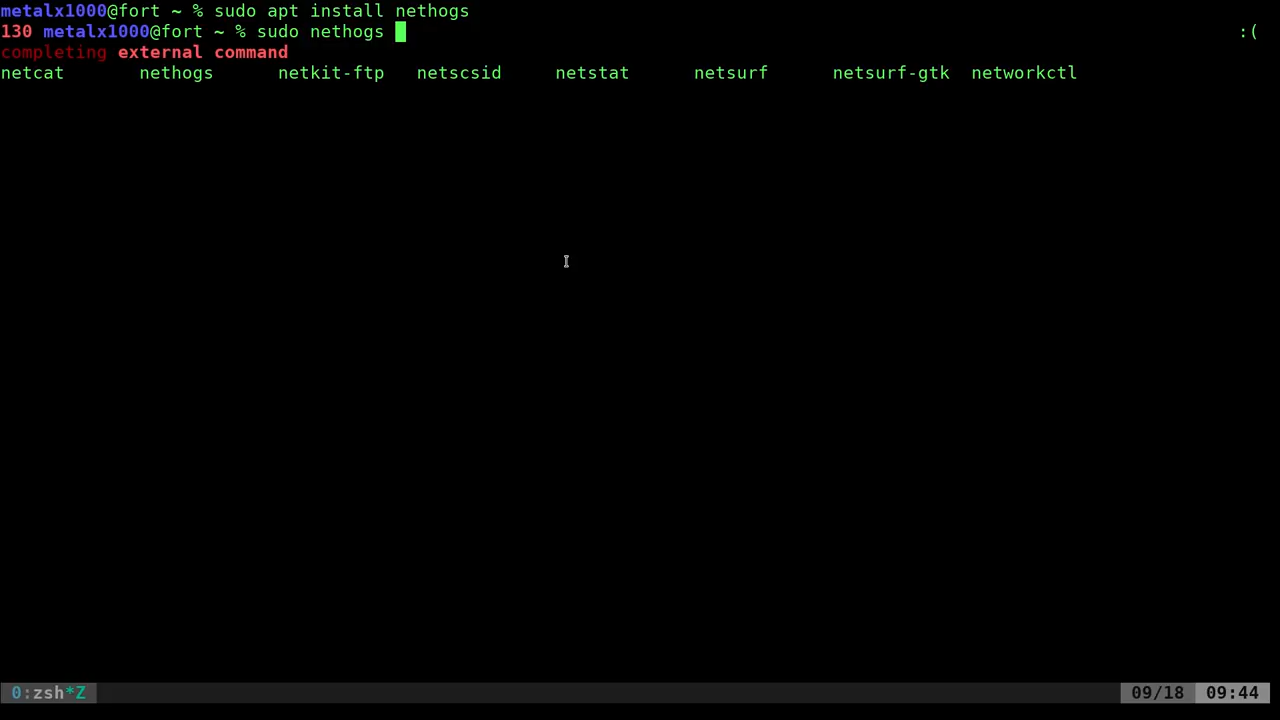 metalx1000@fort ~ % sudo apt install nethogs
130 metalx1000@fort ~ % sudo nethogs :(
completing external command
netcat nethogs netkit-ftp netscsid netstat netsurf netsurf-gtk networkctl
0:zsh*Z 09/18 09:44